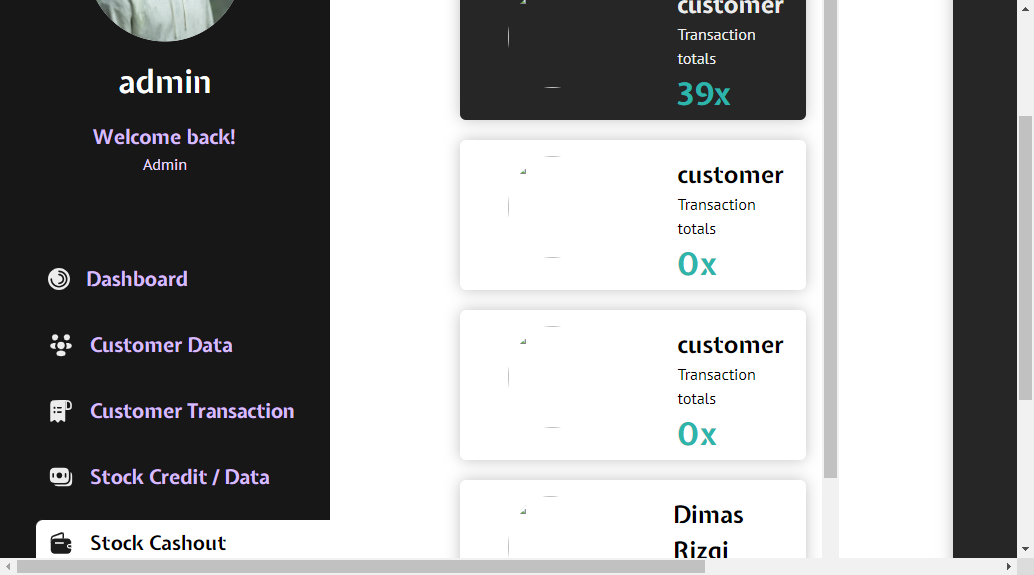 admin
Welcome back!
Admin
Dashboard
Customer Data
Customer Transaction
Stock Credit / Data
Stock Cashout
customer
Transaction
totals
39x
customer
Transaction
totals
0x
customer
Transaction
totals
0x
Dimas
Rizqi